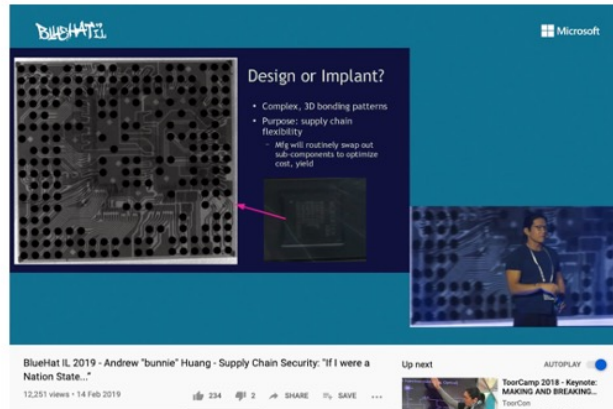 BLUEHATIL
Microsoft
Design or Implant?
• Complex, 3D bonding patterns
• Purpose: supply chain
flexibility
– Mfg will routinely swap out
sub-components to optimize
cost, yield
BlueHat IL 2019 - Andrew "bunnie" Huang - Supply Chain Security: "If I were a
Nation State..."
12,251 views • 14 Feb 2019
234
2
SHARE
SAVE
...
Up next
AUTOPLAY
ToorCamp 2018 - Keynote:
MAKING AND BREAKING...
ToorCon